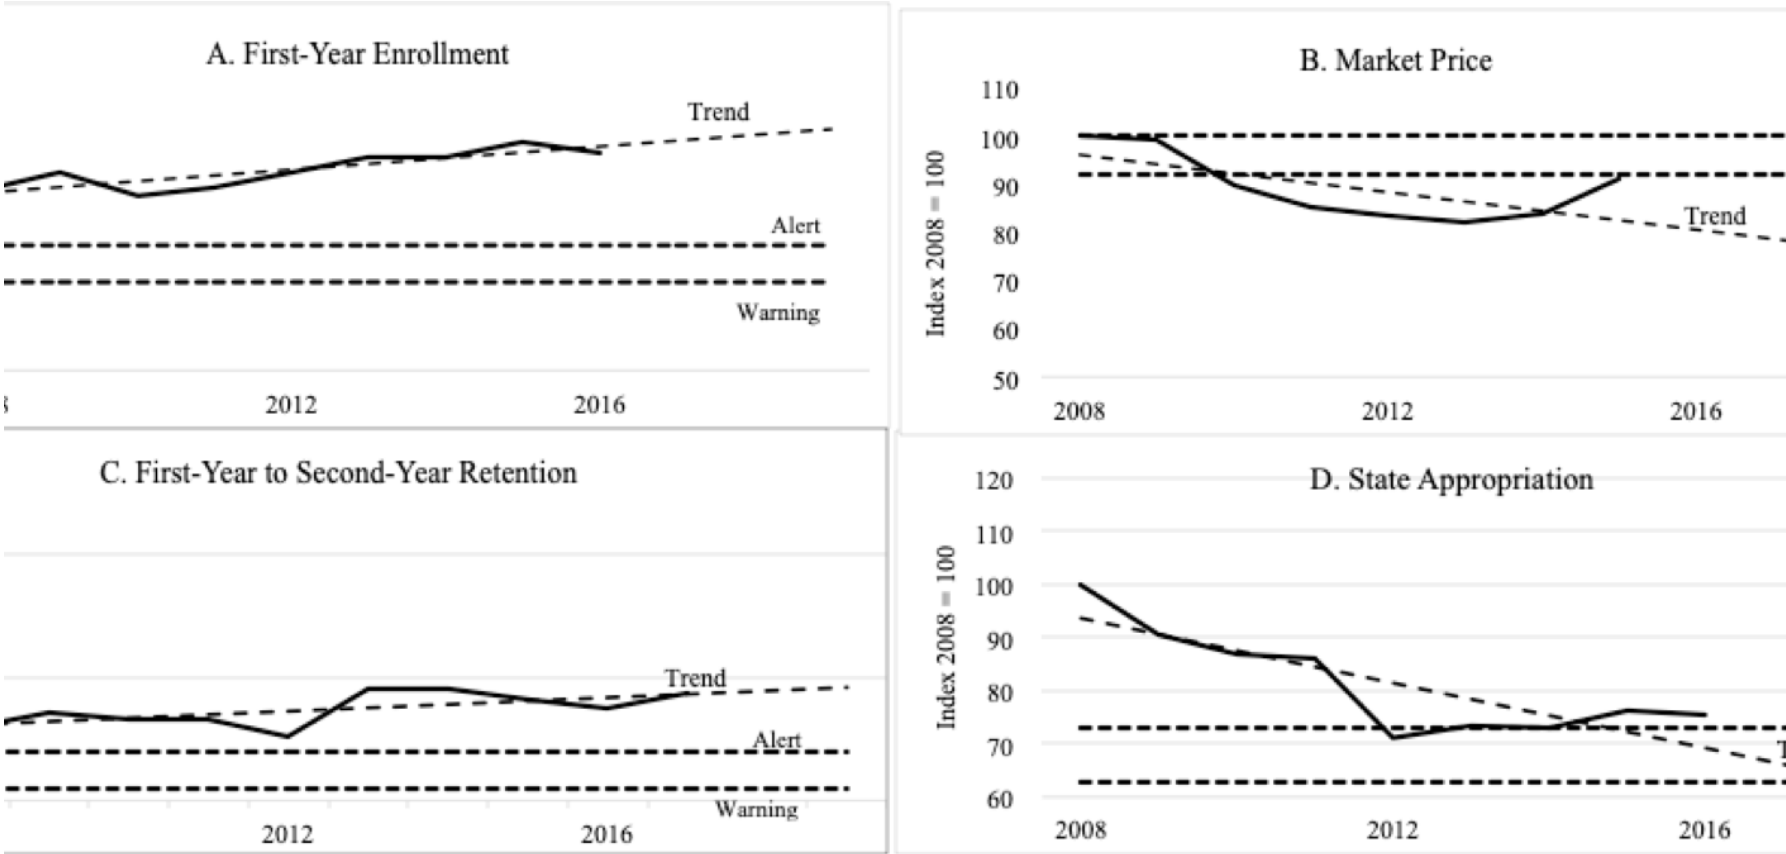 A. First-Year Enrollment
Trend
Alert
Warning
2012
2016
B. Market Price
110
100
90
80
70
60
50
Index 2008 = 100
Trend
2008
2012
2016
C. First-Year to Second-Year Retention
Trend
Alert
Warning
2012
2016
D. State Appropriation
120
110
100
90
80
70
60
Index 2008 = 100
2008
2012
2016